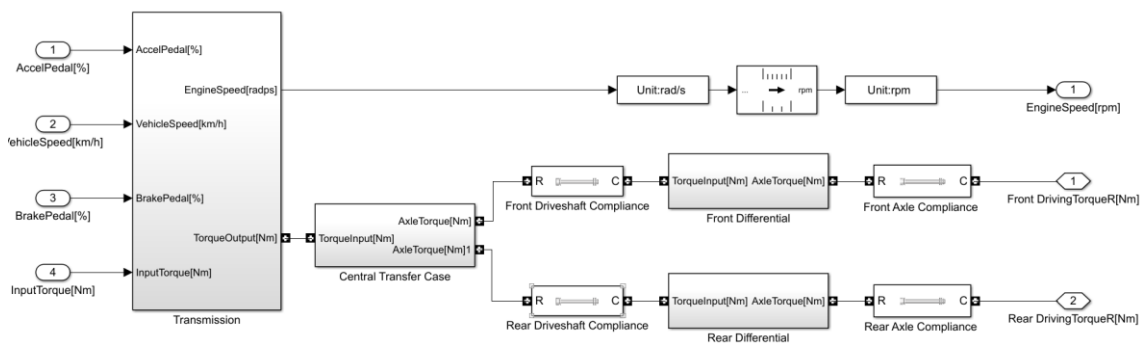 1
AccelPedal[%]
2
VehicleSpeed[km/h]
3
BrakePedal[%]
4
InputTorque[Nm]
AccelPedal[%]
EngineSpeed[radps]
VehicleSpeed[km/h]
BrakePedal[%]
TorqueOutput[Nm]
InputTorque[Nm]
Transmission
Unit:rad/s
... rpm
Unit:rpm
1
EngineSpeed[rpm]
AxleTorque[Nm]
TorqueInput[Nm]
AxleTorque[Nm]1
Central Transfer Case
R C
Front Driveshaft Compliance
TorqueInput[Nm] AxleTorque[Nm]
Front Differential
R C
Front Axle Compliance
1
Front DrivingTorqueR[Nm]
R C
Rear Driveshaft Compliance
TorqueInput[Nm] AxleTorque[Nm]
Rear Differential
R C
Rear Axle Compliance
2
Rear DrivingTorqueR[Nm]